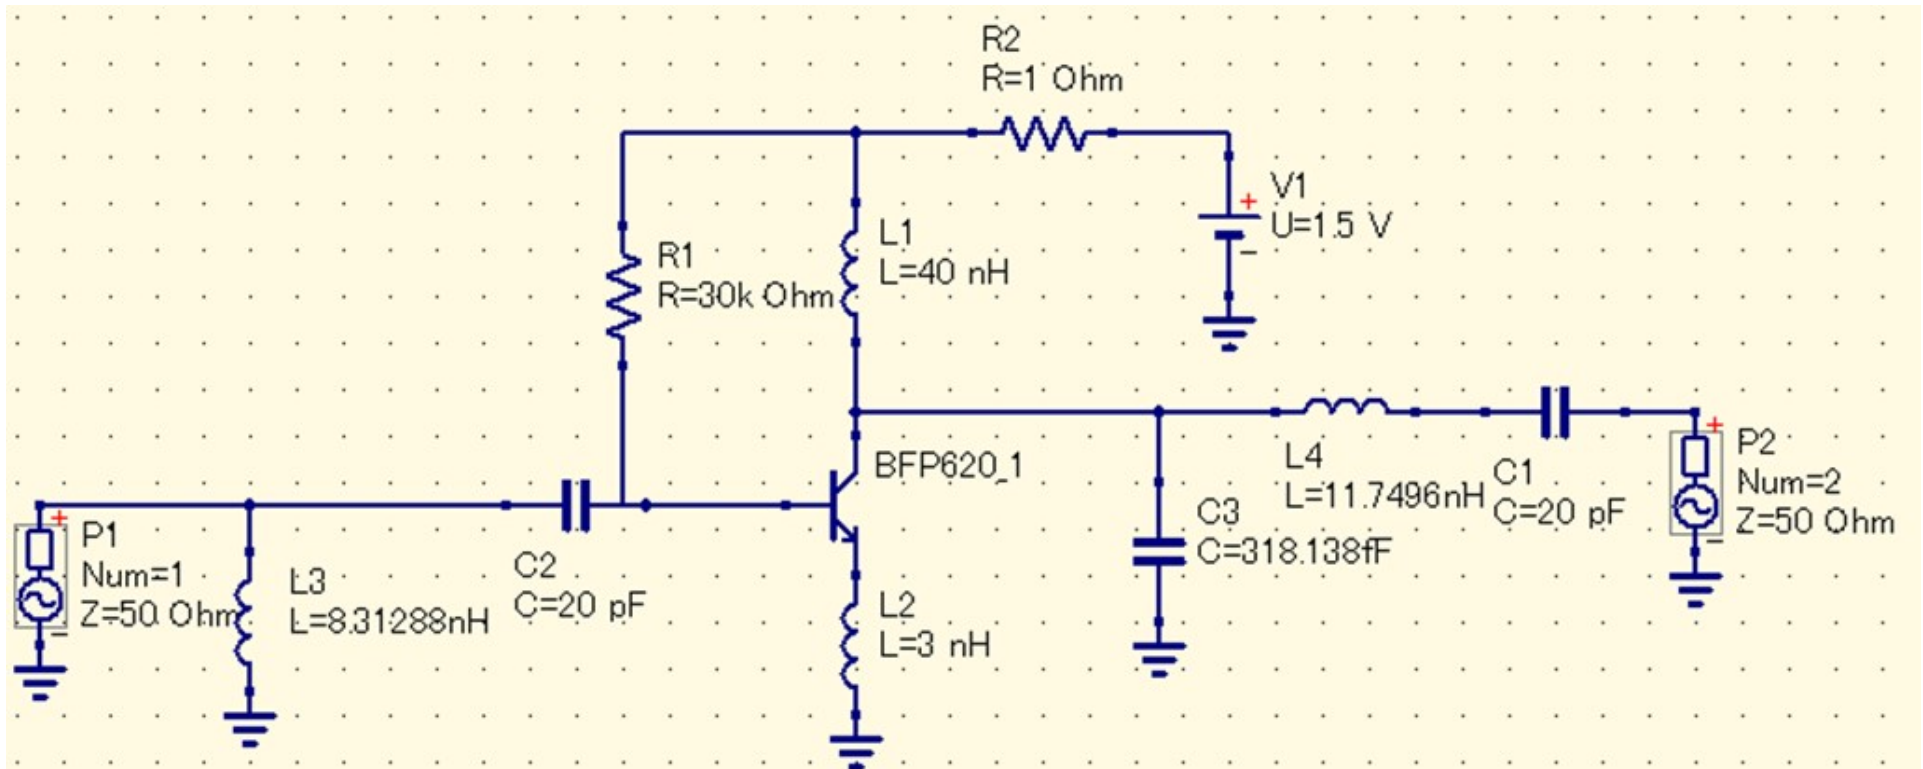 R2
R=1 Ohm
V1
U=1.5 V
L1
L=40 nH
R1
R=30k Ohm
BFP620_1
L4
L=11.7496nH
C1
C=20 pF
P2
Num=2
Z=50 Ohm
C3
C=318.138fF
P1
Num=1
Z=50 Ohm
L3
L=8.31288nH
C2
C=20 pF
L2
L=3 nH